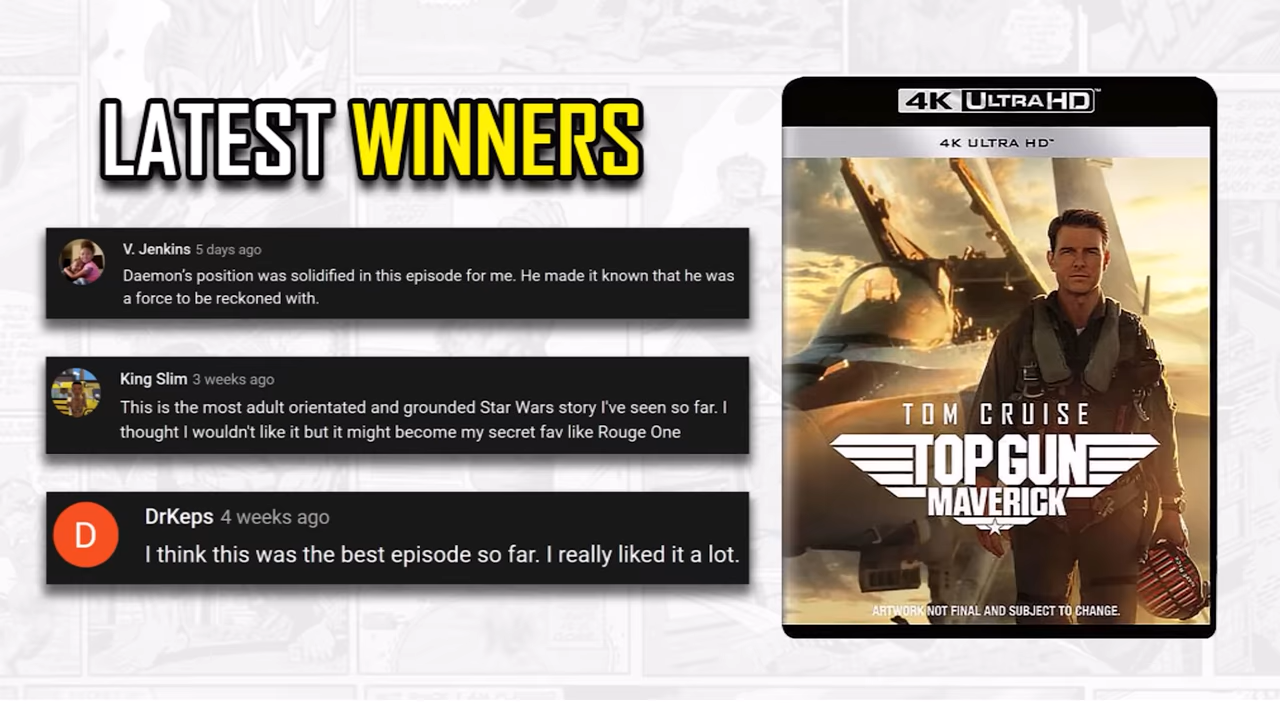 LATEST WINNERS
V. Jenkins 5 days ago
Daemon's position was solidified in this episode for me. He made it known that he was
a force to be reckoned with.
King Slim 3 weeks ago
This is the most adult orientated and grounded Star Wars story I've seen so far. I
thought I wouldn't like it but it might become my secret fav like Rouge One
D
DrKeps 4 weeks ago
I think this was the best episode so far. I really liked it a lot.
4K ULTRA HD™
4K ULTRA HD™
TOM CRUISE
TOP GUN
MAVERICK
ARTWORK NOT FINAL AND SUBJECT TO CHANGE.